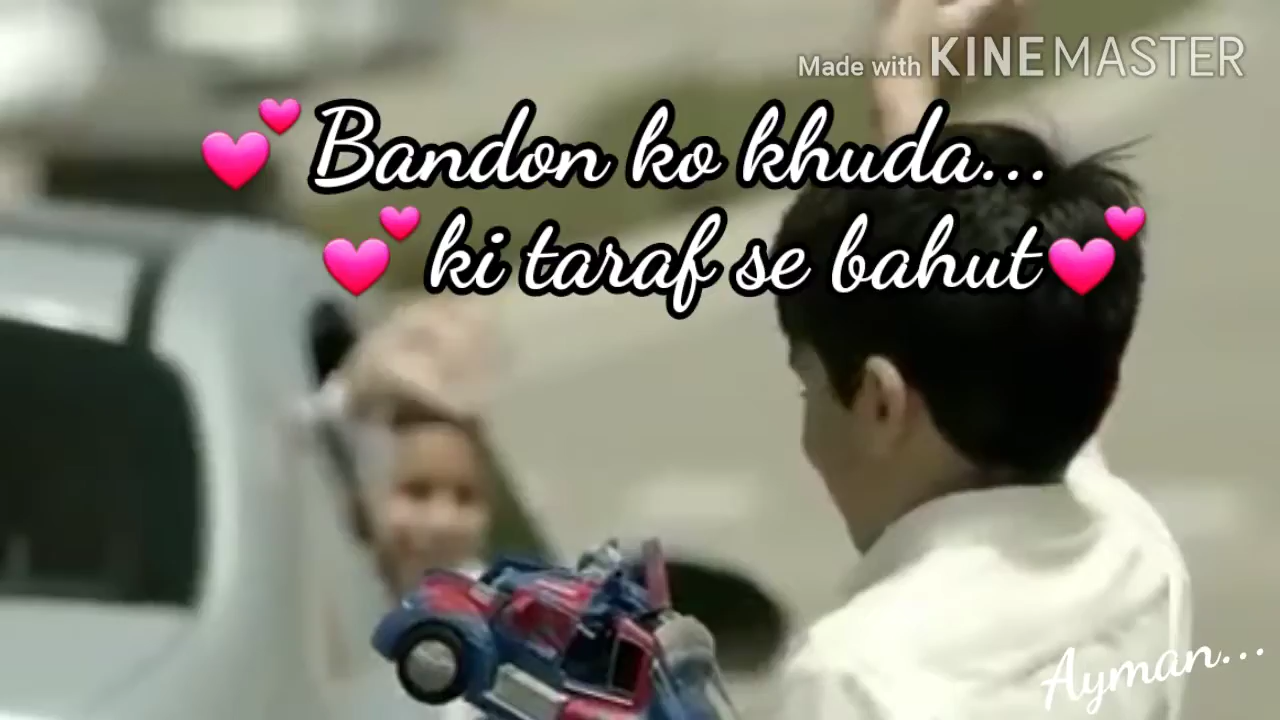 Made with KINEMASTER
💕 Bandon ko khuda...
💕 ki taraf se bahut 💕
Ayman...